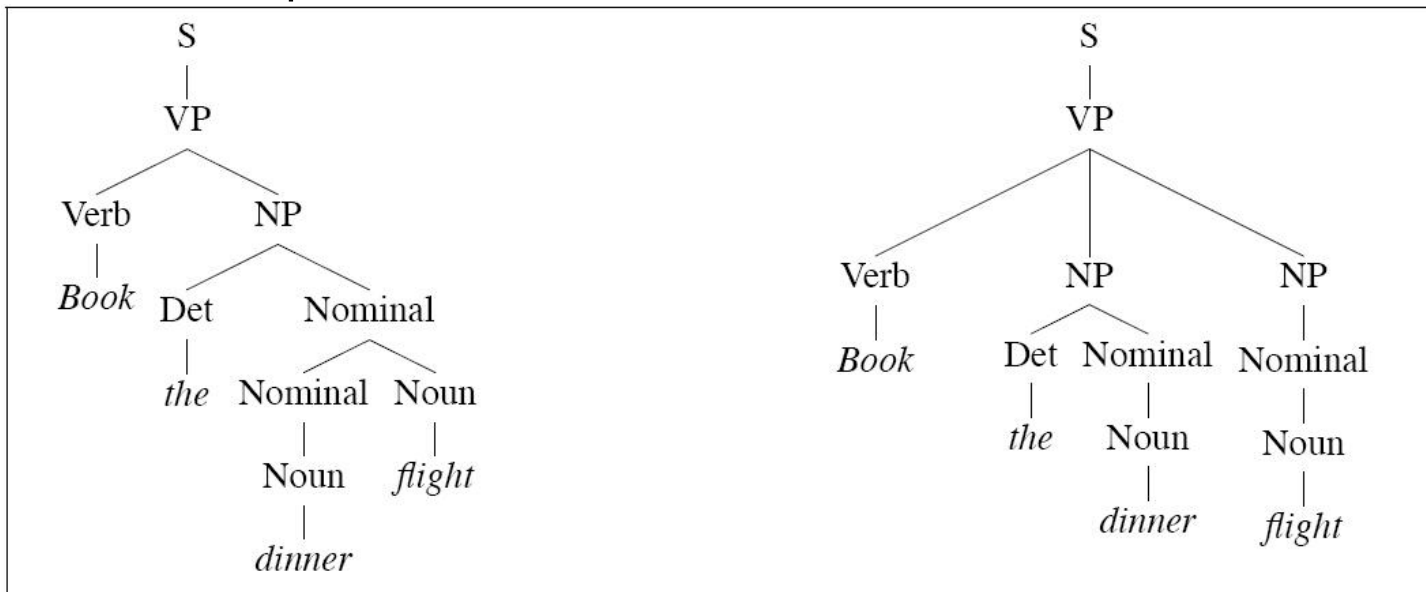 S
VP
Verb NP
Book Det Nominal
the Nominal Noun
Noun flight
dinner
S
VP
Verb NP NP
Book Det Nominal Nominal
the Noun Noun
dinner flight